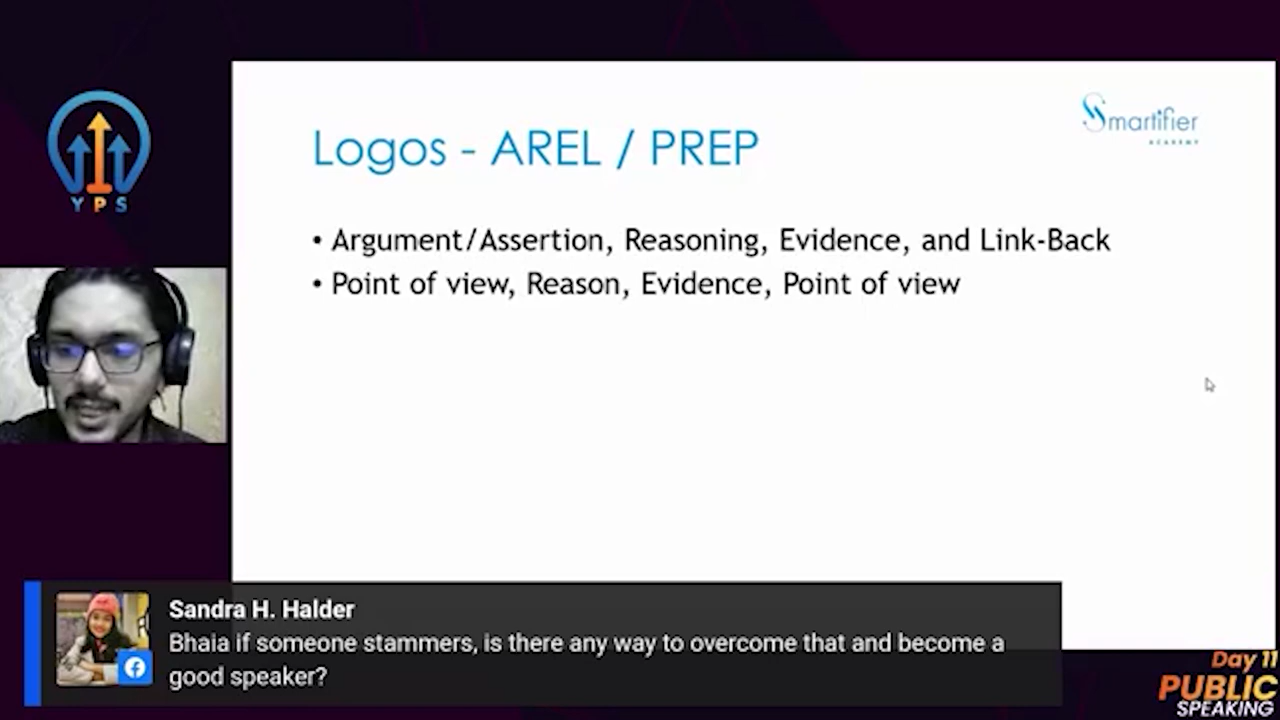 Smartifier
ACADEMY
Logos - AREL / PREP
• Argument/Assertion, Reasoning, Evidence, and Link-Back
• Point of view, Reason, Evidence, Point of view
YPS
Sandra H. Halder
Bhaia if someone stammers, is there any way to overcome that and become a
good speaker?
Day 11
PUBLIC
SPEAKING